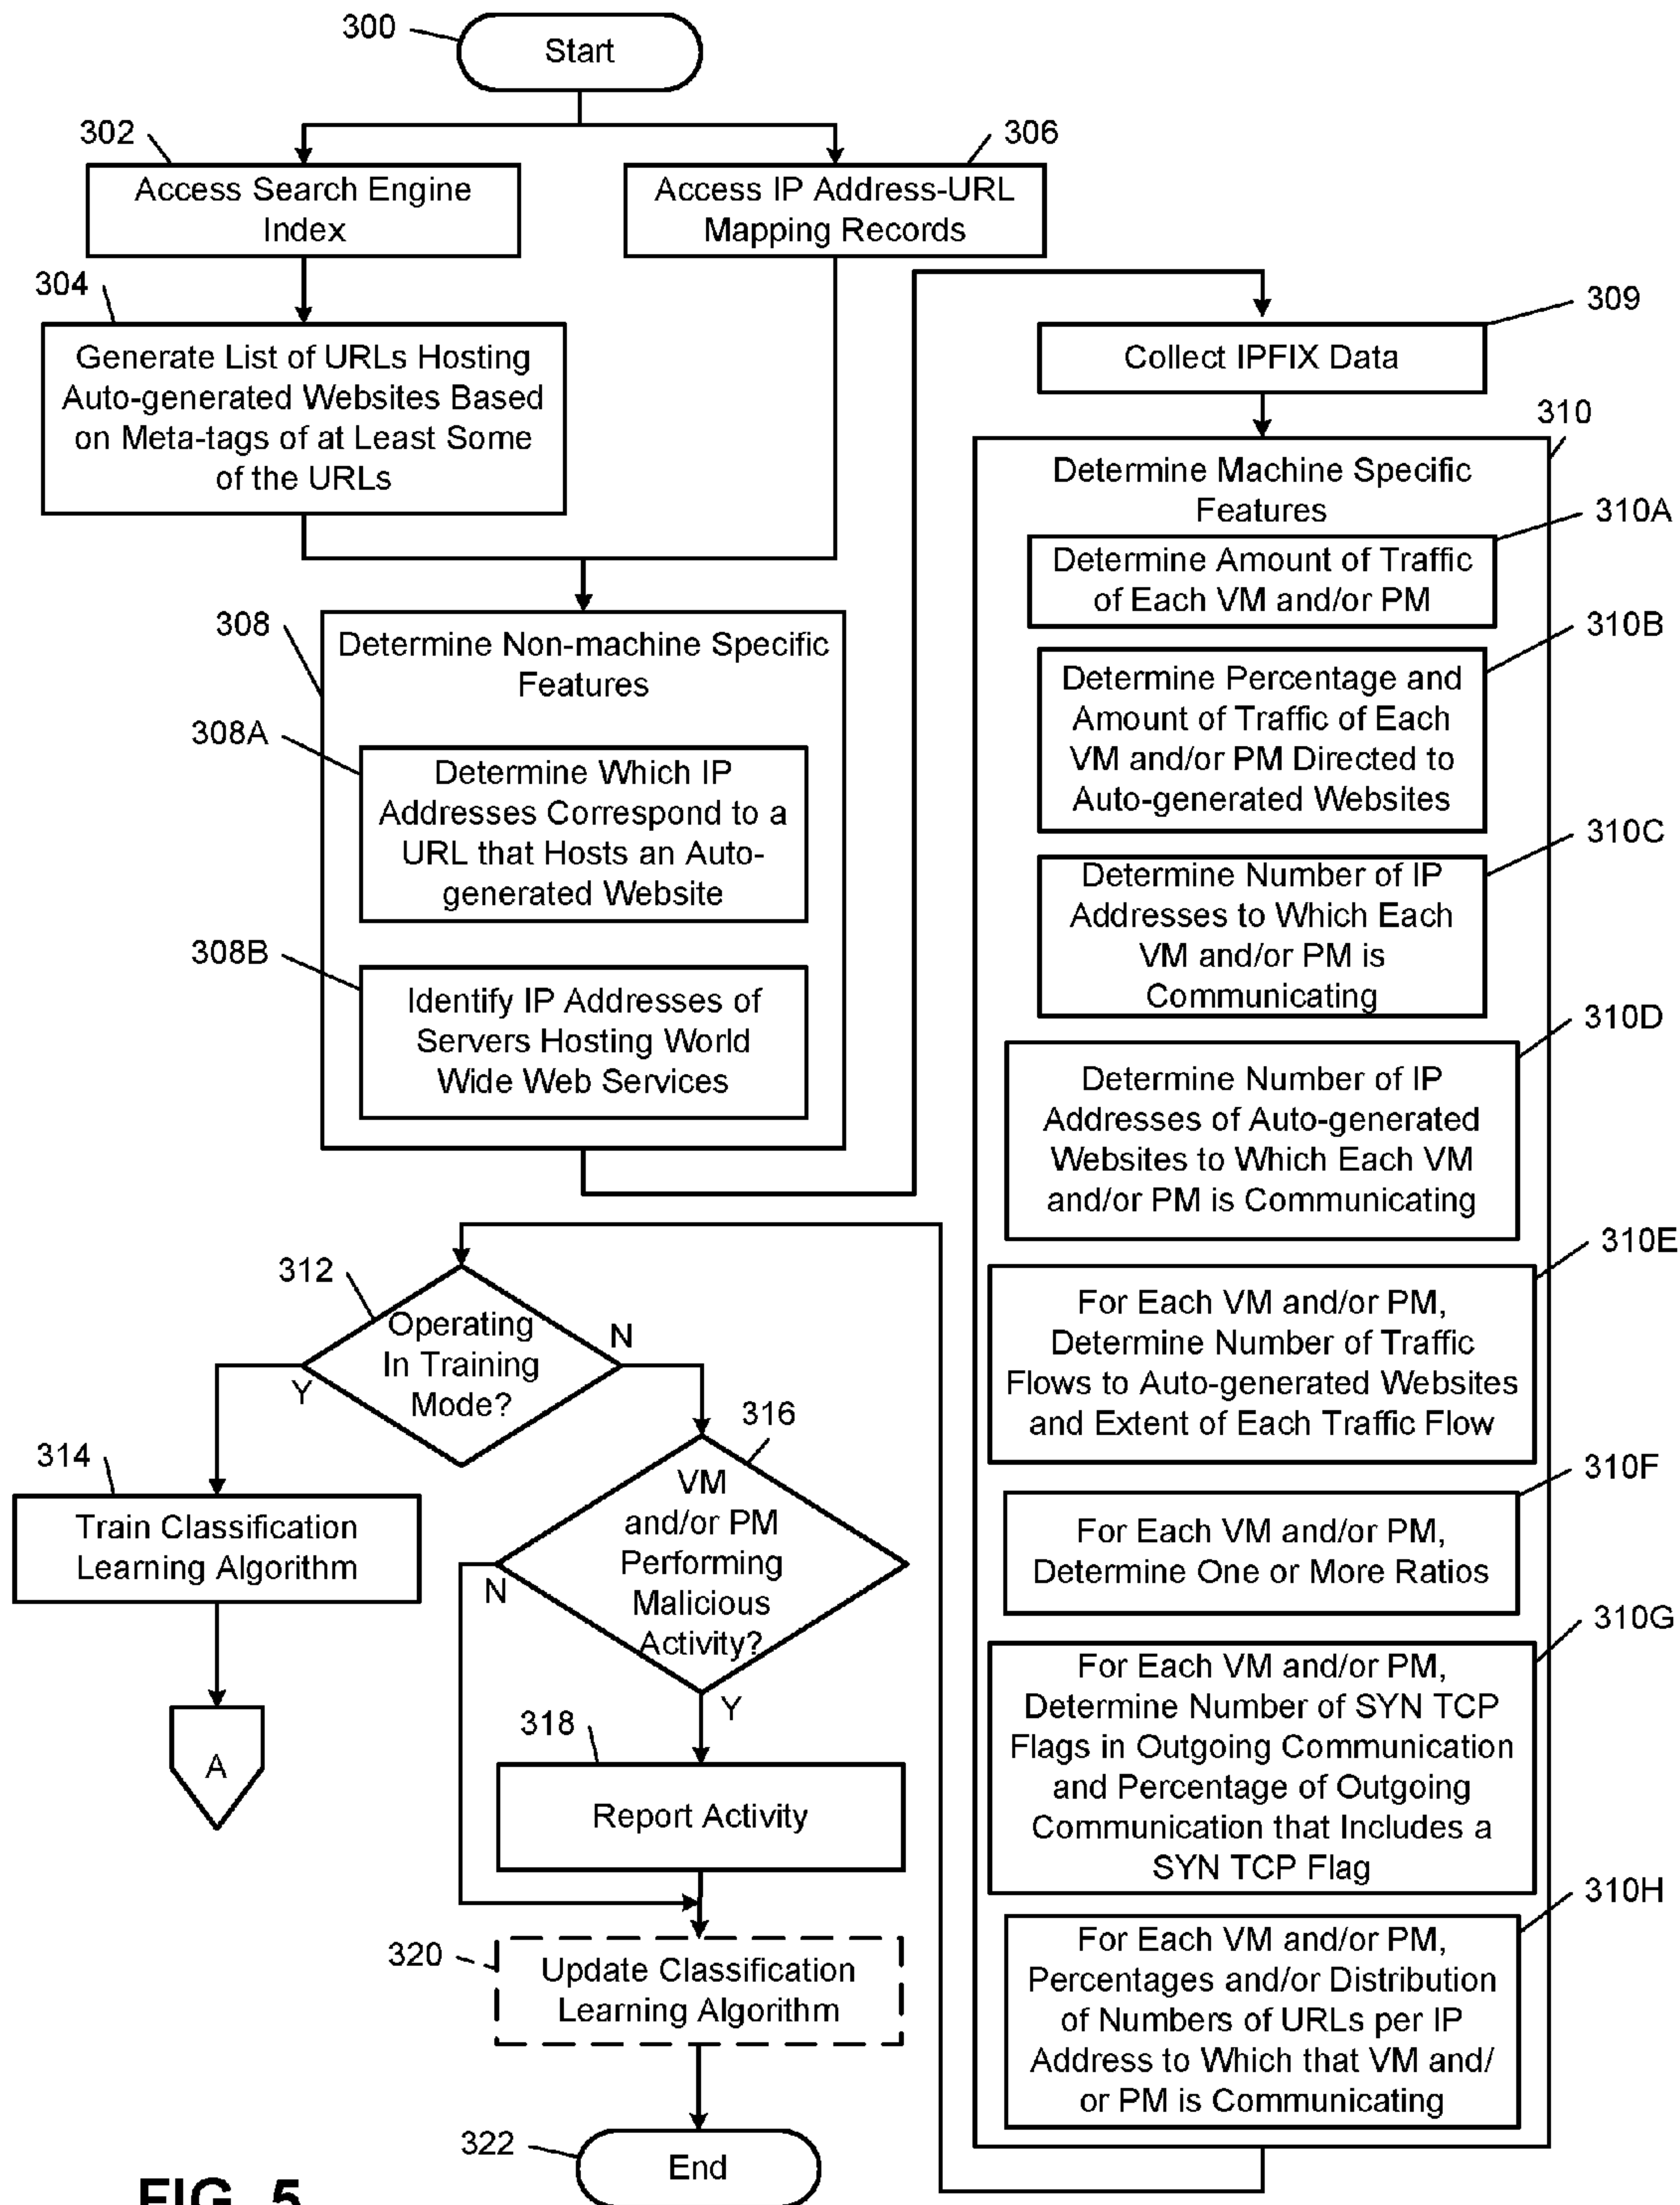 300
Start
302
Access Search Engine
Index
306
Access IP Address-URL
Mapping Records
304
Generate List of URLs Hosting
Auto-generated Websites Based
on Meta-tags of at Least Some
of the URLs
308
Determine Non-machine Specific
Features
308A
Determine Which IP
Addresses Correspond to a
URL that Hosts an Auto-
generated Website
308B
Identify IP Addresses of
Servers Hosting World
Wide Web Services
309
Collect IPFIX Data
310
Determine Machine Specific
Features
310A
Determine Amount of Traffic
of Each VM and/or PM
310B
Determine Percentage and
Amount of Traffic of Each
VM and/or PM Directed to
Auto-generated Websites
310C
Determine Number of IP
Addresses to Which Each
VM and/or PM is
Communicating
310D
Determine Number of IP
Addresses of Auto-generated
Websites to Which Each VM
and/or PM is Communicating
310E
For Each VM and/or PM,
Determine Number of Traffic
Flows to Auto-generated Websites
and Extent of Each Traffic Flow
310F
For Each VM and/or PM,
Determine One or More Ratios
310G
For Each VM and/or PM,
Determine Number of SYN TCP
Flags in Outgoing Communication
and Percentage of Outgoing
Communication that Includes a
SYN TCP Flag
310H
For Each VM and/or PM,
Percentages and/or Distribution
of Numbers of URLs per IP
Address to Which that VM and/
or PM is Communicating
312
Operating
In Training
Mode?
Y
N
314
Train Classification
Learning Algorithm
A
316
VM
and/or PM
Performing
Malicious
Activity?
N
Y
318
Report Activity
320
Update Classification
Learning Algorithm
322
End
FIG. 5